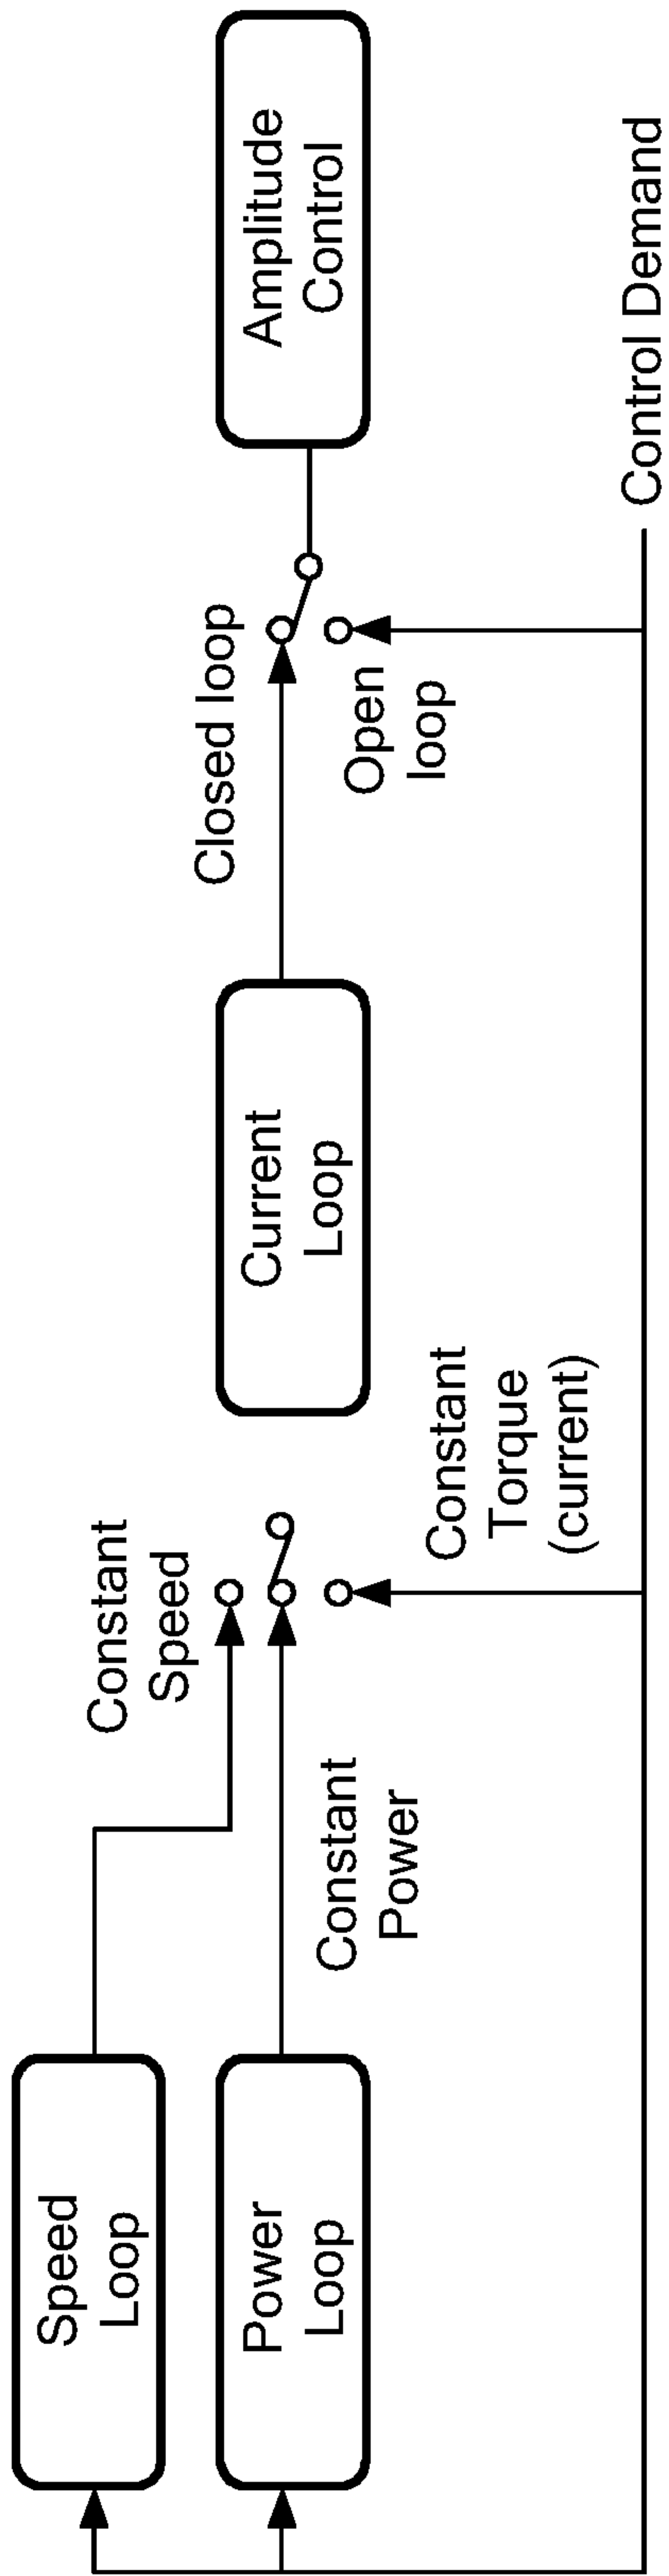 Speed
Loop
Power
Loop
Constant
Speed
Constant
Power
Constant
Torque
(current)
Current
Loop
Closed loop
Open
loop
Amplitude
Control
Control Demand